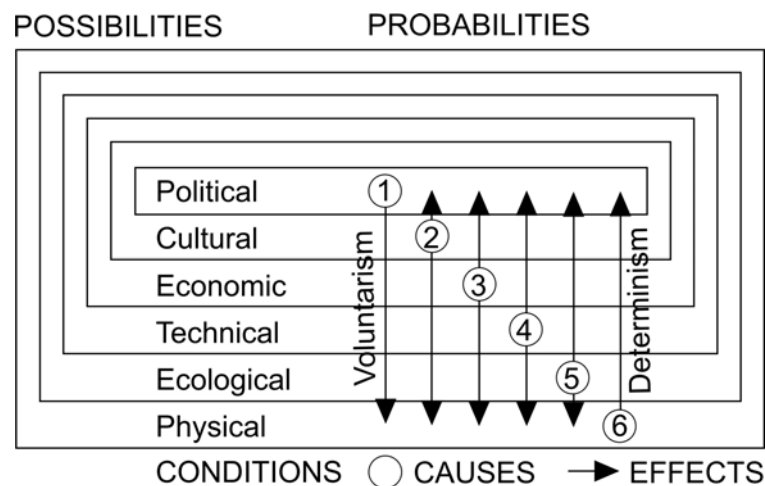 POSSIBILITIES PROBABILITIES
Political 1
Cultural 2
Economic 3
Technical 4
Ecological 5
Physical 6
Voluntarism
Determinism
CONDITIONS CAUSES EFFECTS